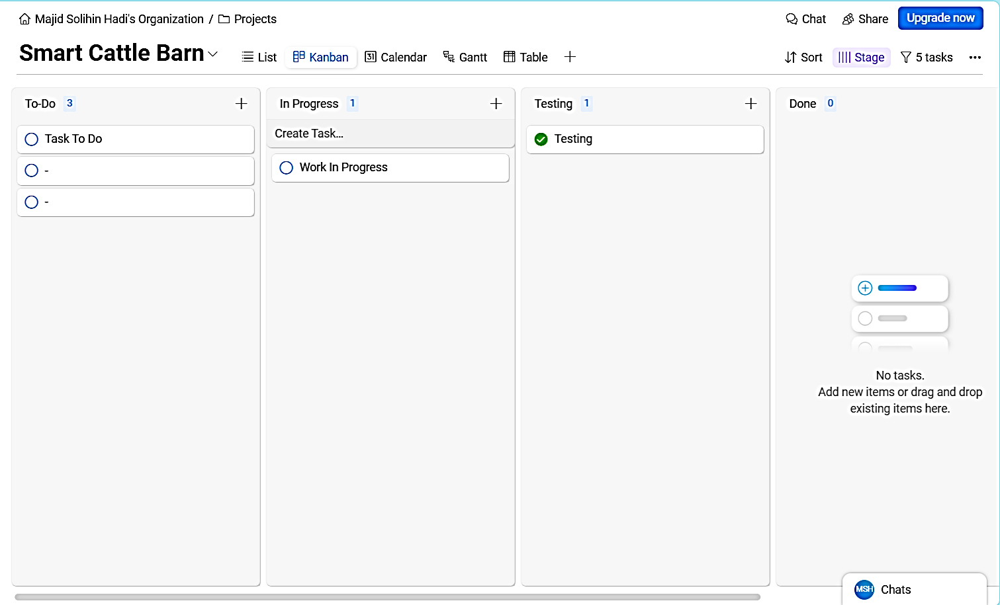 Majid Solihin Hadi's Organization / Projects
Chat Share Upgrade now
Smart Cattle Barn List Kanban 31 Calendar Gantt Table
Sort Stage 5 tasks
To-Do 3
Task To Do
-
-
In Progress 1
Create Task...
Work In Progress
Testing 1
Testing
Done 0
No tasks.
Add new items or drag and drop
existing items here.
MSH Chats